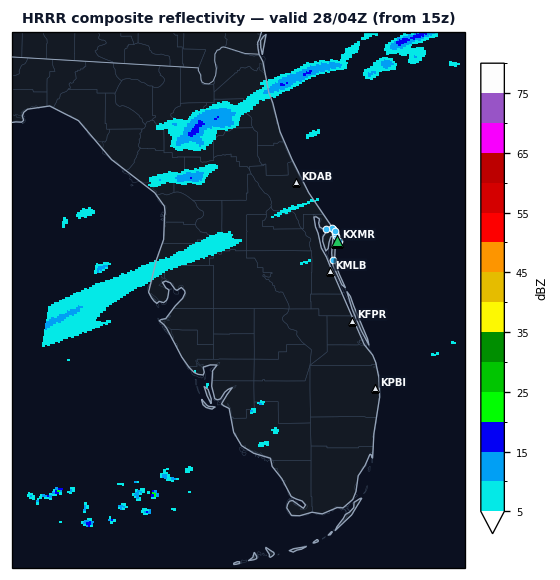 HRRR composite reflectivity — valid 28/04Z (from 15z)
KDAB
KXMR
KMLB
KFPR
KPBI
75
65
55
45
35
25
15
5
dBZ